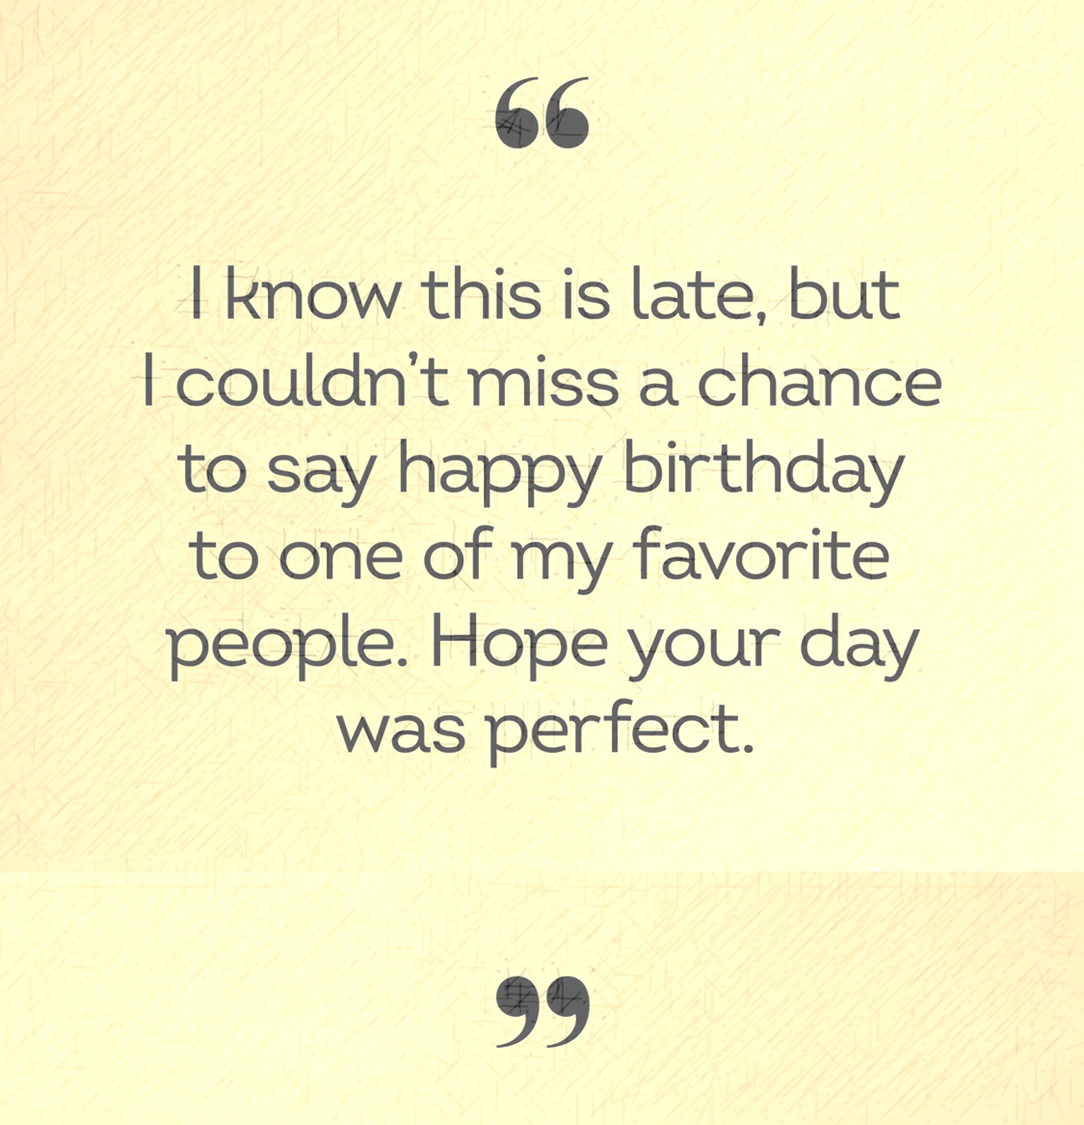 “
I know this is late, but
I couldn’t miss a chance
to say happy birthday
to one of my favorite
people. Hope your day
was perfect.
”